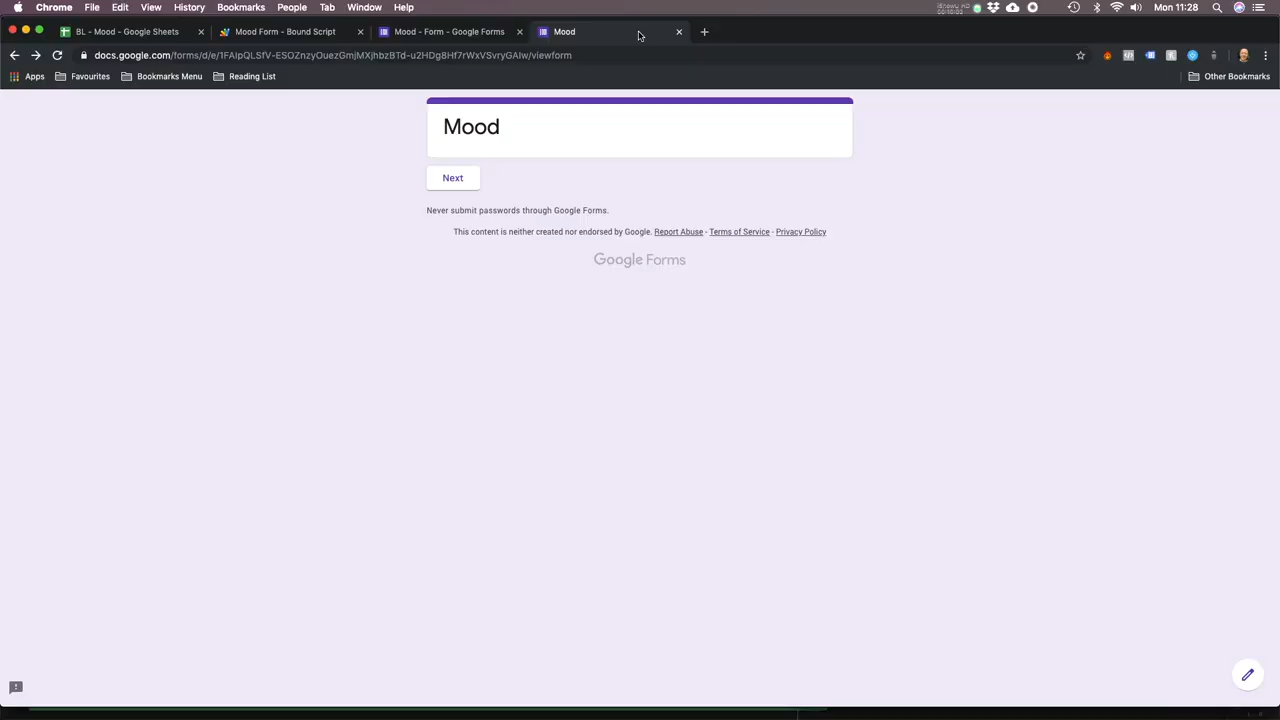 Chrome File Edit View History Bookmarks People Tab Window Help Mon 11:28
BL - Mood - Google Sheets Mood Form - Bound Script Mood - Form - Google Forms Mood
docs.google.com/forms/d/e/1FAIpQLSfV-ESOZnzyOuezGmjMXjhbzBTd-u2HDg8Hf7rWxVSvryGAIw/viewform
Apps Favourites Bookmarks Menu Reading List Other Bookmarks
Mood
Next
Never submit passwords through Google Forms.
This content is neither created nor endorsed by Google. Report Abuse - Terms of Service - Privacy Policy
Google Forms